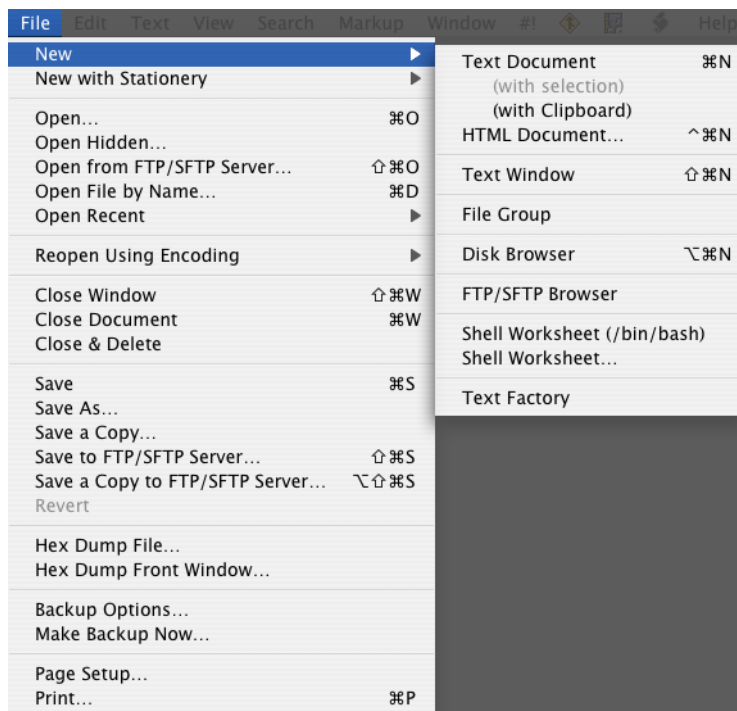 File Edit Text View Search Markup Window #! Help
New ▶
New with Stationery ▶
Open... ⌘O
Open Hidden...
Open from FTP/SFTP Server... ⇧⌘O
Open File by Name... ⌘D
Open Recent ▶
Reopen Using Encoding ▶
Close Window ⇧⌘W
Close Document ⌘W
Close & Delete
Save ⌘S
Save As...
Save a Copy...
Save to FTP/SFTP Server... ⇧⌘S
Save a Copy to FTP/SFTP Server... ⌥⇧⌘S
Revert
Hex Dump File...
Hex Dump Front Window...
Backup Options...
Make Backup Now...
Page Setup...
Print... ⌘P
Text Document ⌘N
(with selection)
(with Clipboard)
HTML Document... ^⌘N
Text Window ⇧⌘N
File Group
Disk Browser ⌥⌘N
FTP/SFTP Browser
Shell Worksheet (/bin/bash)
Shell Worksheet...
Text Factory